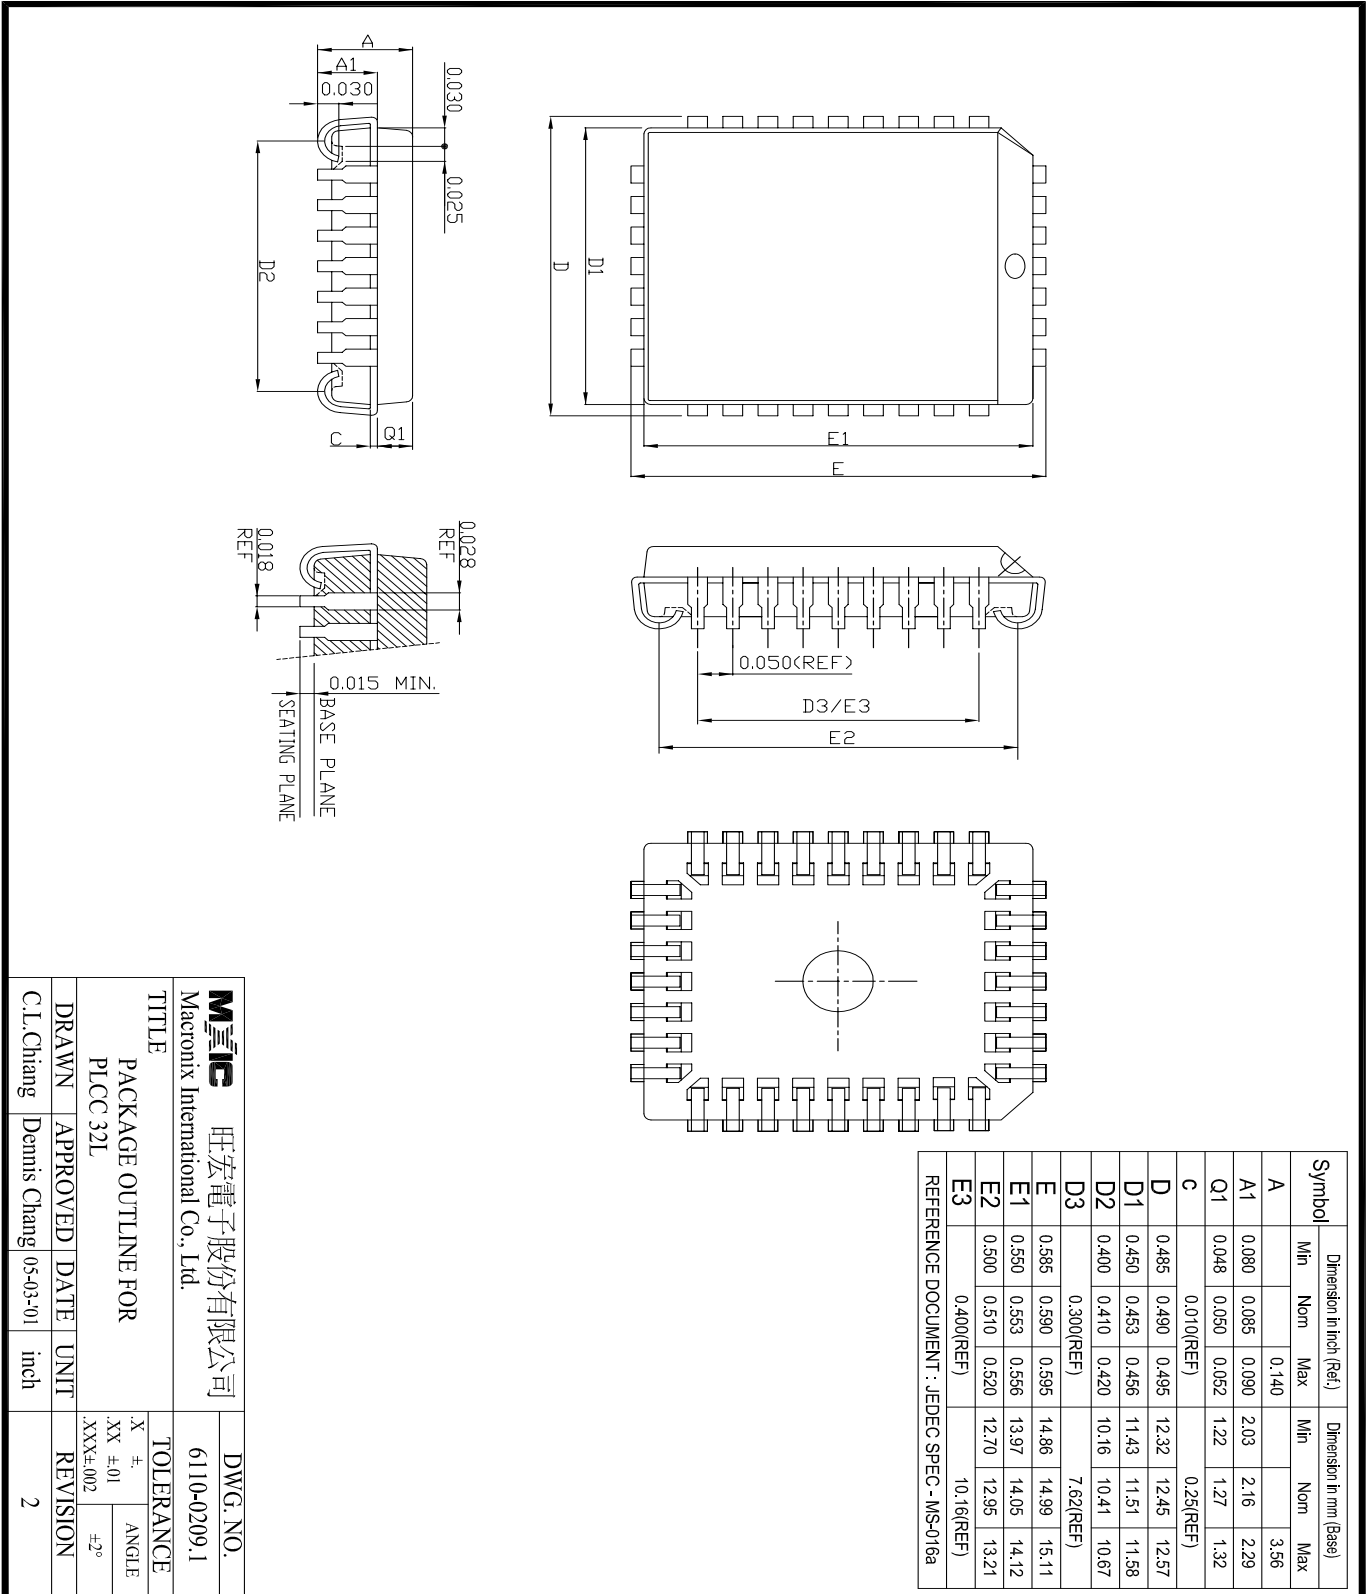 A
A1
0.030
0.030
0.025
D2
C
Q1
D
D1
E1
E
0.028
REF
0.018
REF
0.015 MIN.
BASE PLANE
SEATING PLANE
0.050(REF)
D3/E3
E2
Symbol Dimension in inch (Ref.) Dimension in mm (Base)
Min Nom Max Min Nom Max
A 0.140 3.56
A1 0.080 0.085 0.090 2.03 2.16 2.29
Q1 0.048 0.050 0.052 1.22 1.27 1.32
C 0.010(REF) 0.25(REF)
D 0.485 0.490 0.495 12.32 12.45 12.57
D1 0.450 0.453 0.456 11.43 11.51 11.58
D2 0.400 0.410 0.420 10.16 10.41 10.67
D3 0.300(REF) 7.62(REF)
E 0.585 0.590 0.595 14.86 14.99 15.11
E1 0.550 0.553 0.556 13.97 14.05 14.12
E2 0.500 0.510 0.520 12.70 12.95 13.21
E3 0.400(REF) 10.16(REF)
REFERENCE DOCUMENT : JEDEC SPEC - MS-016a
MXIC 旺宏電子股份有限公司
Macronix International Co., Ltd.
DWG. NO.
6110-0209.1
TITLE
PACKAGE OUTLINE FOR
PLCC 32L
TOLERANCE
.X ±.
.XX ±.01
.XXX±.002
ANGLE
±2°
DRAWN APPROVED DATE UNIT REVISION
C.L.Chiang Dennis Chang 05-03-'01 inch 2